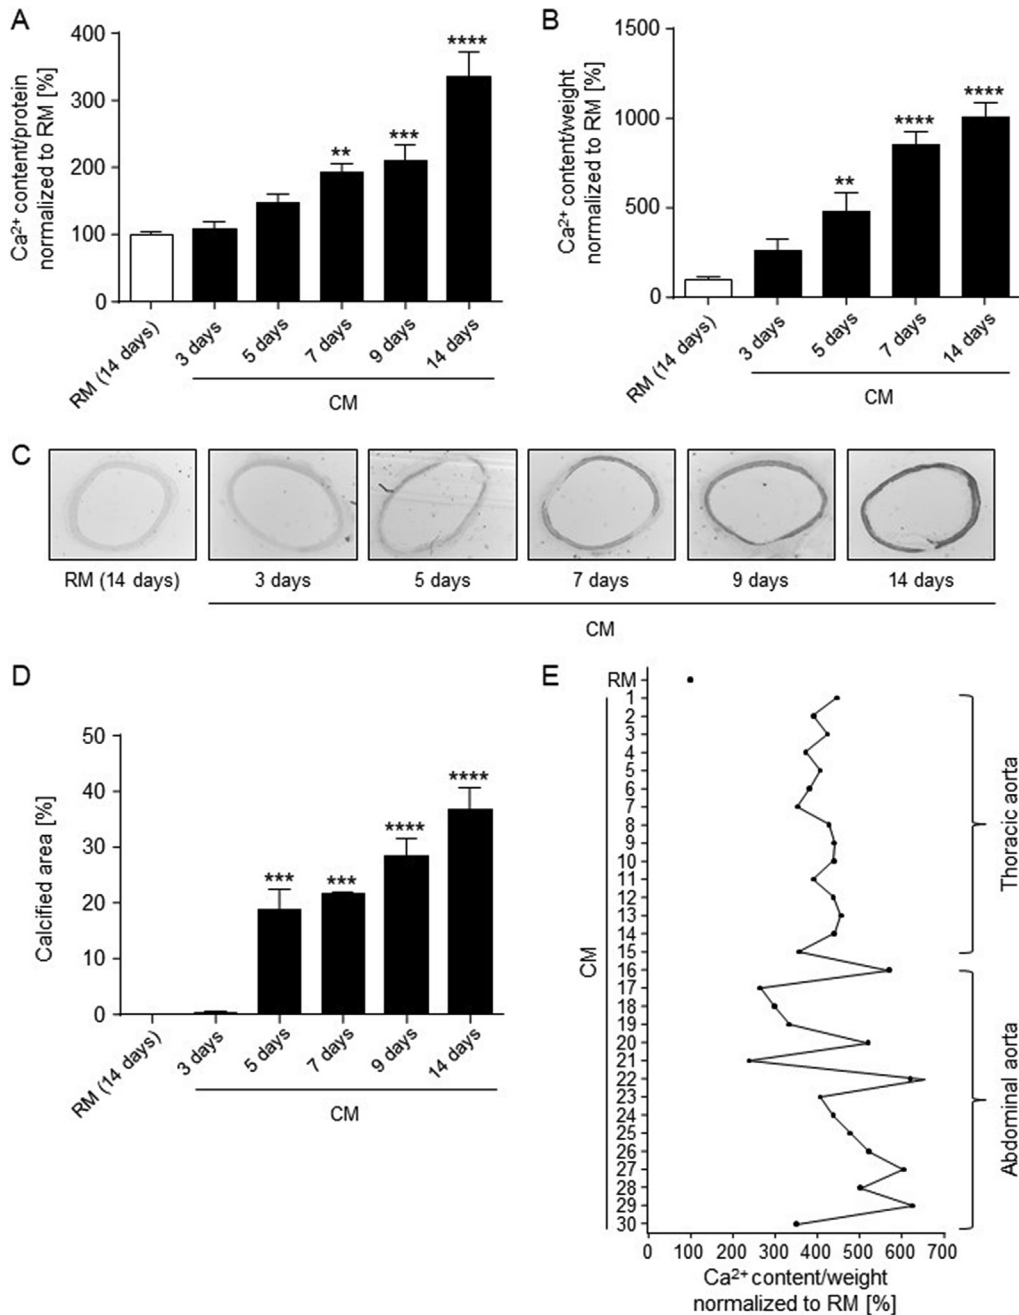 A
Ca²⁺ content/protein
normalized to RM [%]
400
300
200
100
0
**
***
****
RM (14 days)
3 days
5 days
7 days
9 days
14 days
CM
B
Ca²⁺ content/weight
normalized to RM [%]
1500
1000
500
0
**
****
****
RM (14 days)
3 days
5 days
7 days
14 days
CM
C
RM (14 days)
3 days
5 days
7 days
9 days
14 days
CM
D
Calcified area [%]
50
40
30
20
10
0
***
***
****
****
RM (14 days)
3 days
5 days
7 days
9 days
14 days
CM
E
RM
1
2
3
4
5
6
7
8
9
10
11
12
13
14
15
16
17
18
19
20
21
22
23
24
25
26
27
28
29
30
CM
Thoracic aorta
Abdominal aorta
0 100 200 300 400 500 600 700
Ca²⁺ content/weight
normalized to RM [%]